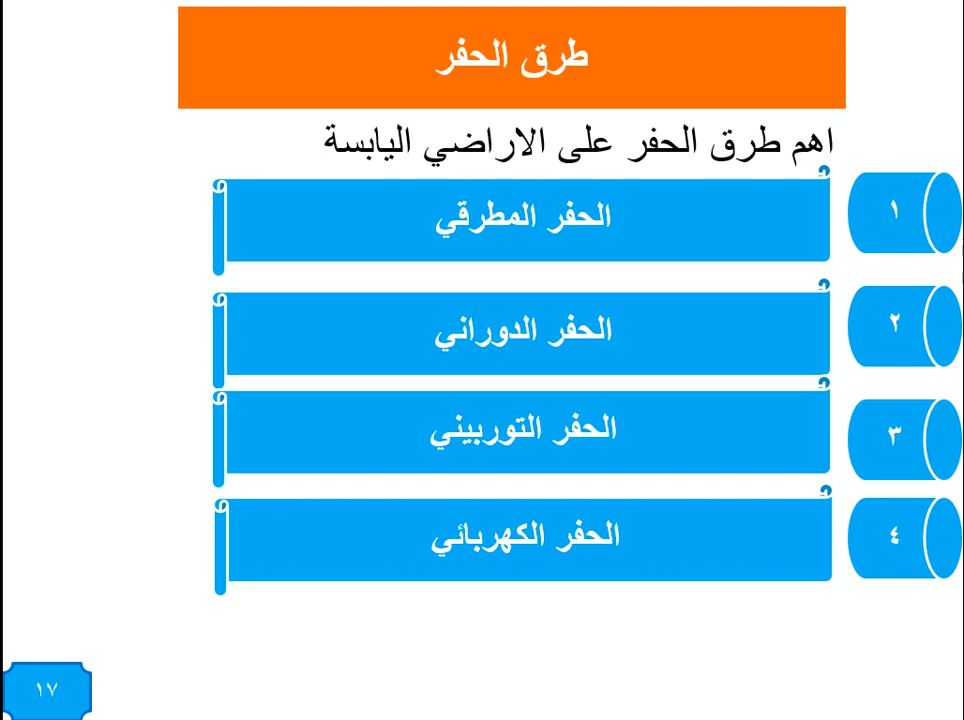 طرق الحفر
اهم طرق الحفر على الاراضي اليابسة
١
الحفر المطرقي
٢
الحفر الدوراني
٣
الحفر التوربيني
٤
الحفر الكهربائي
١٧